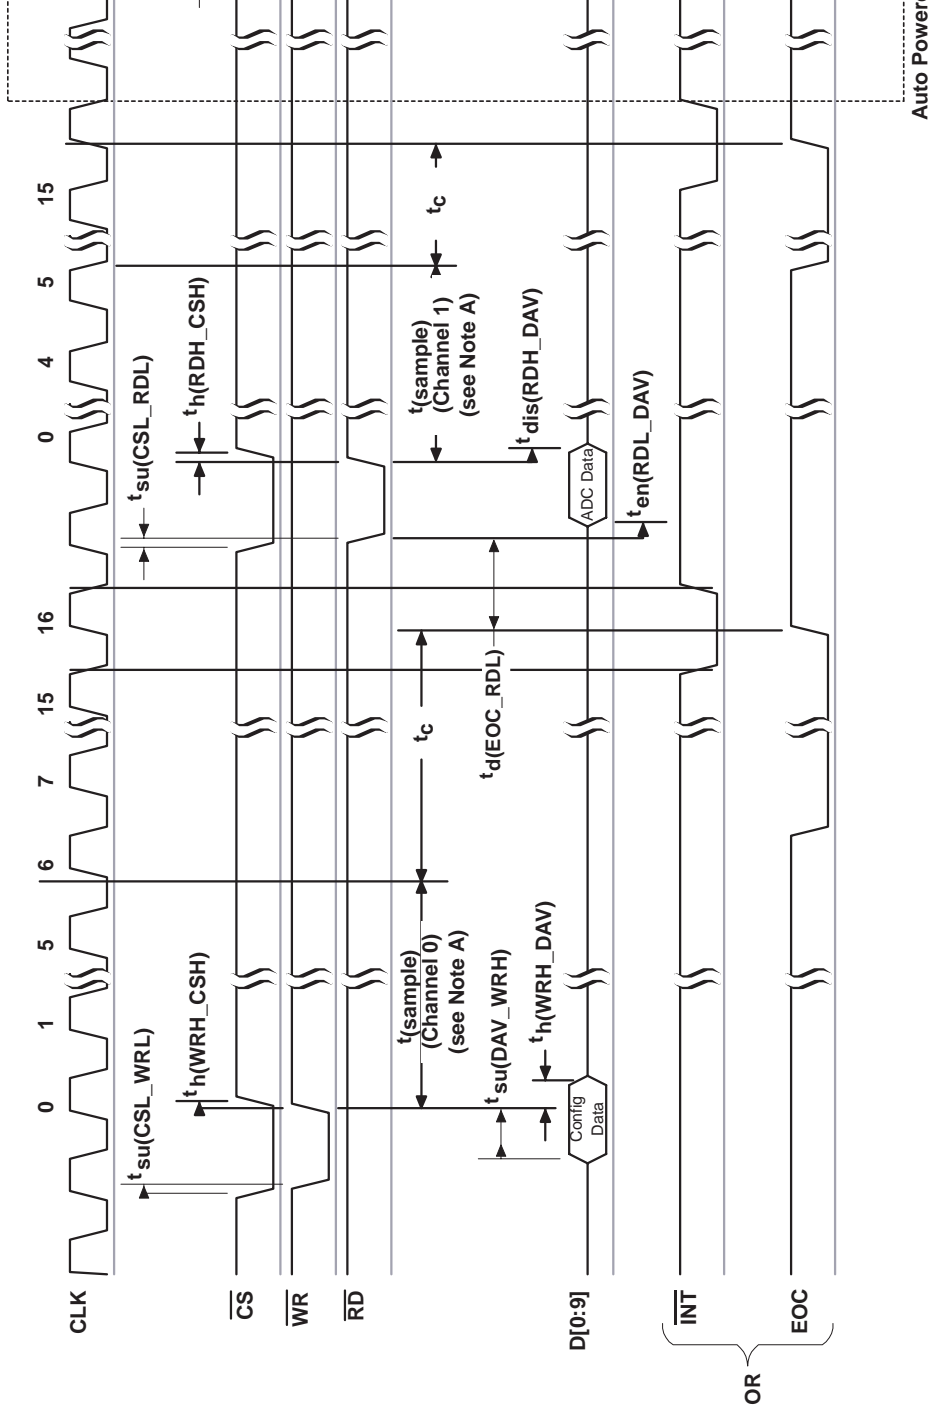 CLK
0
1
5
6
7
15
16
0
4
5
15
tsu(CSL_WRL)
th(WRH_CSH)
tsu(CSL_RDL)
th(RDH_CSH)
CS
WR
RD
t(sample)
(Channel 0)
(see Note A)
tc
t(sample)
(Channel 1)
(see Note A)
tc
tsu(DAV_WRH)
th(WRH_DAV)
td(EOC_RDL)
tdis(RDH_DAV)
D[0:9]
Config
Data
ADC Data
ten(RDL_DAV)
OR
INT
EOC
Auto Powere